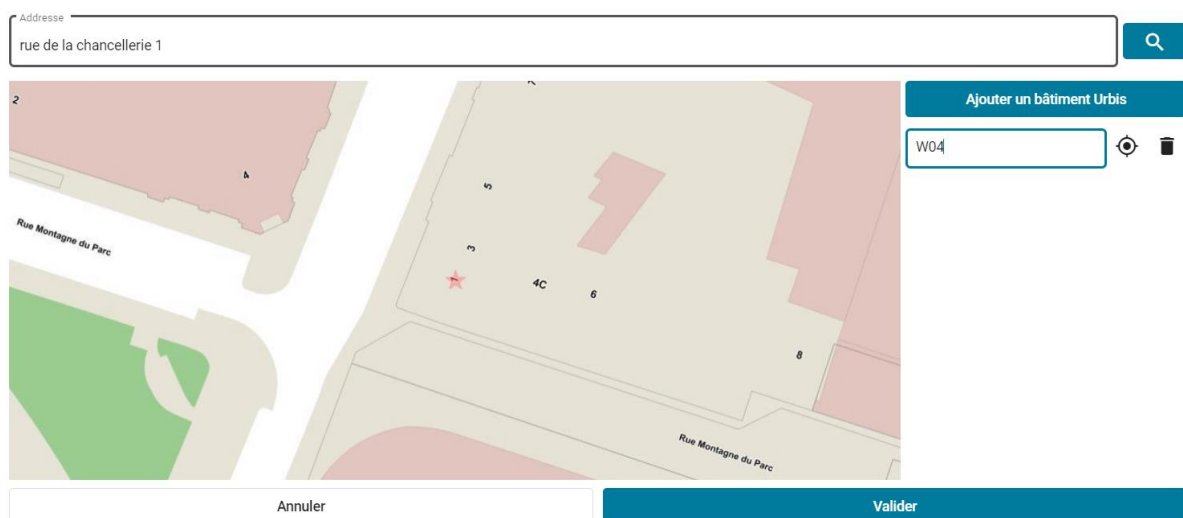 Addresse
rue de la chancellerie 1
Ajouter un bâtiment Urbis
W04
2
4
5
3
1
4C
6
8
Rue Montagne du Parc
Rue Montagne du Parc
Annuler
Valider